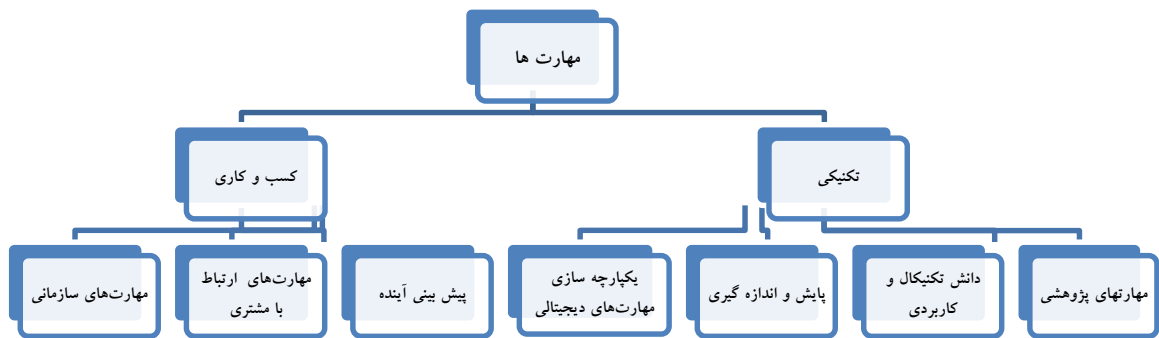 مهارت ها
تکنیکی
کسب و کاری
مهارتهای پژوهشی
دانش تکنیکال و
کاربردی
پایش و اندازه گیری
یکپارچه سازی
مهارت‌های دیجیتالی
پیش بینی آینده
مهارت‌های ارتباط
با مشتری
مهارت‌های سازمانی